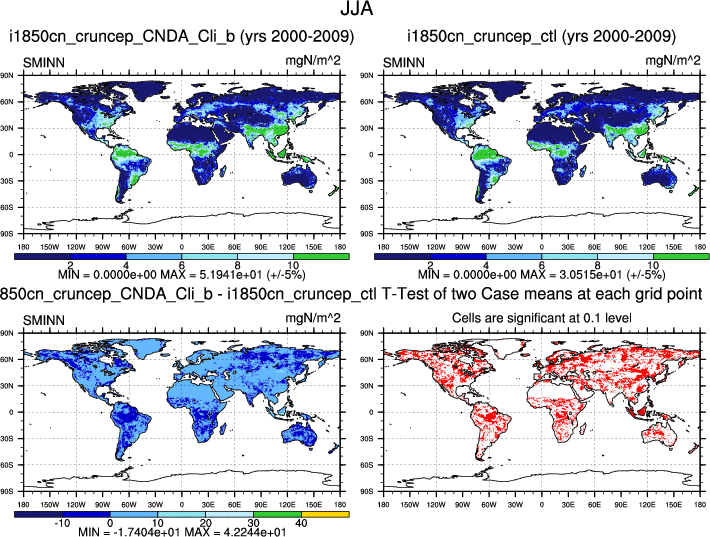 JJA
i1850cn_cruncep_CNDA_Cli_b (yrs 2000-2009)
i1850cn_cruncep_ctl (yrs 2000-2009)
SMINN mgN/m^2
SMINN mgN/m^2
90N
60N
30N
0
30S
60S
90S
180 150W 120W 90W 60W 30W 0 30E 60E 90E 120E 150E 180
90N
60N
30N
0
30S
60S
90S
180 150W 120W 90W 60W 30W 0 30E 60E 90E 120E 150E 180
2 4 6 8 10
MIN = 0.0000e+00 MAX = 5.1941e+01 (+/-5%)
2 4 6 8 10
MIN = 0.0000e+00 MAX = 3.0515e+01 (+/-5%)
850cn_cruncep_CNDA_Cli_b - i1850cn_cruncep_ctl
T-Test of two Case means at each grid point
SMINN mgN/m^2
Cells are significant at 0.1 level
90N
60N
30N
0
30S
60S
90S
180 150W 120W 90W 60W 30W 0 30E 60E 90E 120E 150E 180
90N
60N
30N
0
30S
60S
90S
180 150W 120W 90W 60W 30W 0 30E 60E 90E 120E 150E 180
-10 0 10 20 30 40
MIN = -1.7404e+01 MAX = 4.2244e+01